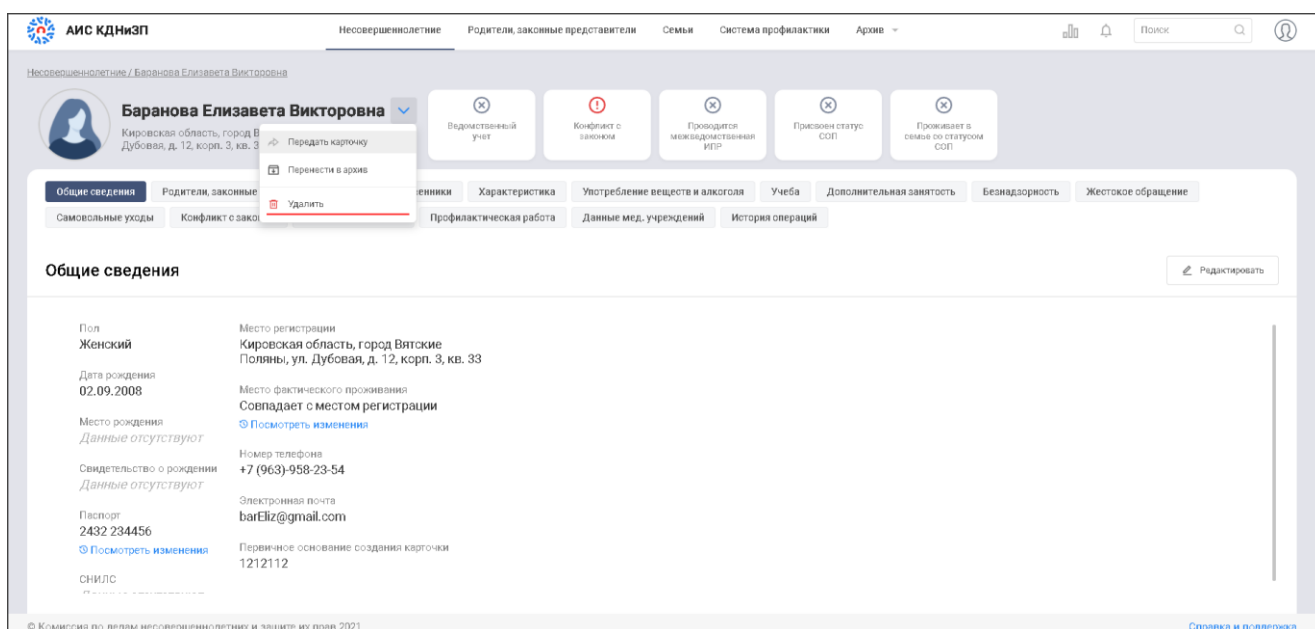 АИС КДНиЗП
Несовершеннолетние Родители, законные представители Семьи Система профилактики Архив Поиск
Несовершеннолетние / Баранова Елизавета Викторовна
Баранова Елизавета Викторовна
Кировская область, город В
Дубовая, д. 12, корп. 3, кв. 3
Передать карточку
Перенести в архив
Удалить
Ведомственный
учет
Конфликт с
законом
Проводится
межведомственная
ИПР
Присвоен статус
СОП
Проживает в
семье со статусом
СОП
Общие сведения Родители, законные енники Характеристика Употребление веществ и алкоголя Учеба Дополнительная занятость Безнадзорность Жестокое обращение
Самовольные уходы Конфликт с зако Профилактическая работа Данные мед. учреждений История операций
Общие сведения
Редактировать
Пол
Женский
Дата рождения
02.09.2008
Место рождения
Данные отсутствуют
Свидетельство о рождении
Данные отсутствуют
Паспорт
2432 234456
Посмотреть изменения
СНИЛС
Место регистрации
Кировская область, город Вятские
Поляны, ул. Дубовая, д. 12, корп. 3, кв. 33
Место фактического проживания
Совпадает с местом регистрации
Посмотреть изменения
Номер телефона
+7 (963)-958-23-54
Электронная почта
barEliz@gmail.com
Первичное основание создания карточки
1212112
© Комиссия по делам несовершеннолетних и защите их прав 2021
Справка и поддержка